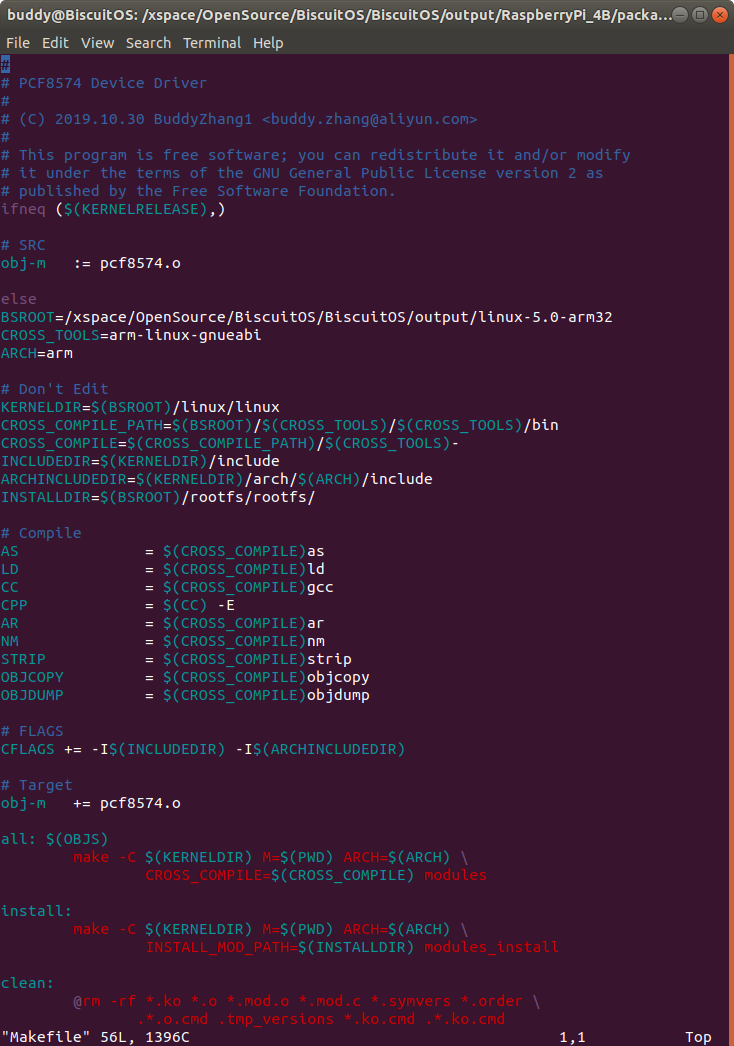 buddy@BiscuitOS: /xspace/OpenSource/BiscuitOS/BiscuitOS/output/RaspberryPi_4B/packa...
File Edit View Search Terminal Help
#
# PCF8574 Device Driver
#
# (C) 2019.10.30 BuddyZhang1 <buddy.zhang@aliyun.com>
#
# This program is free software; you can redistribute it and/or modify
# it under the terms of the GNU General Public License version 2 as
# published by the Free Software Foundation.
ifneq ($(KERNELRELEASE),)
# SRC
obj-m   := pcf8574.o
else
BSROOT=/xspace/OpenSource/BiscuitOS/BiscuitOS/output/linux-5.0-arm32
CROSS_TOOLS=arm-linux-gnueabi
ARCH=arm
# Don't Edit
KERNELDIR=$(BSROOT)/linux/linux
CROSS_COMPILE_PATH=$(BSROOT)/$(CROSS_TOOLS)/$(CROSS_TOOLS)/bin
CROSS_COMPILE=$(CROSS_COMPILE_PATH)/$(CROSS_TOOLS)-
INCLUDEDIR=$(KERNELDIR)/include
ARCHINCLUDEDIR=$(KERNELDIR)/arch/$(ARCH)/include
INSTALLDIR=$(BSROOT)/rootfs/rootfs/
# Compile
AS              = $(CROSS_COMPILE)as
LD              = $(CROSS_COMPILE)ld
CC              = $(CROSS_COMPILE)gcc
CPP             = $(CC) -E
AR              = $(CROSS_COMPILE)ar
NM              = $(CROSS_COMPILE)nm
STRIP           = $(CROSS_COMPILE)strip
OBJCOPY         = $(CROSS_COMPILE)objcopy
OBJDUMP         = $(CROSS_COMPILE)objdump
# FLAGS
CFLAGS += -I$(INCLUDEDIR) -I$(ARCHINCLUDEDIR)
# Target
obj-m   += pcf8574.o
all: $(OBJS)
        make -C $(KERNELDIR) M=$(PWD) ARCH=$(ARCH) \
                CROSS_COMPILE=$(CROSS_COMPILE) modules
install:
        make -C $(KERNELDIR) M=$(PWD) ARCH=$(ARCH) \
                INSTALL_MOD_PATH=$(INSTALLDIR) modules_install
clean:
        @rm -rf *.ko *.o *.mod.o *.mod.c *.symvers *.order \
               .*.o.cmd .tmp_versions *.ko.cmd .*.ko.cmd
"Makefile" 56L, 1396C                                         1,1           Top